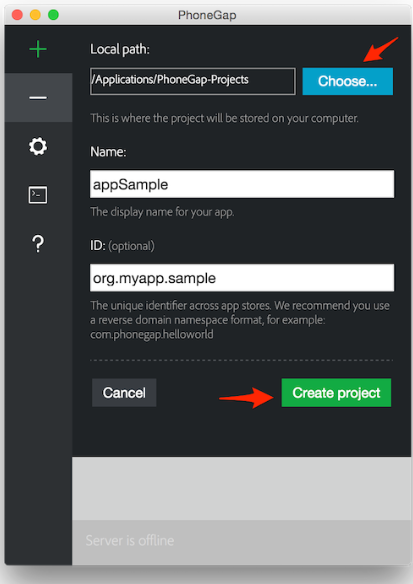 PhoneGap
Local path:
/Applications/PhoneGap-Projects
Choose...
This is where the project will be stored on your computer.
Name:
appSample
The display name for your app.
ID: (optional)
org.myapp.sample
The unique identifier across app stores. We recommend you use
a reverse domain namespace format, for example:
com.phonegap.helloworld
Cancel
Create project
Server is offline